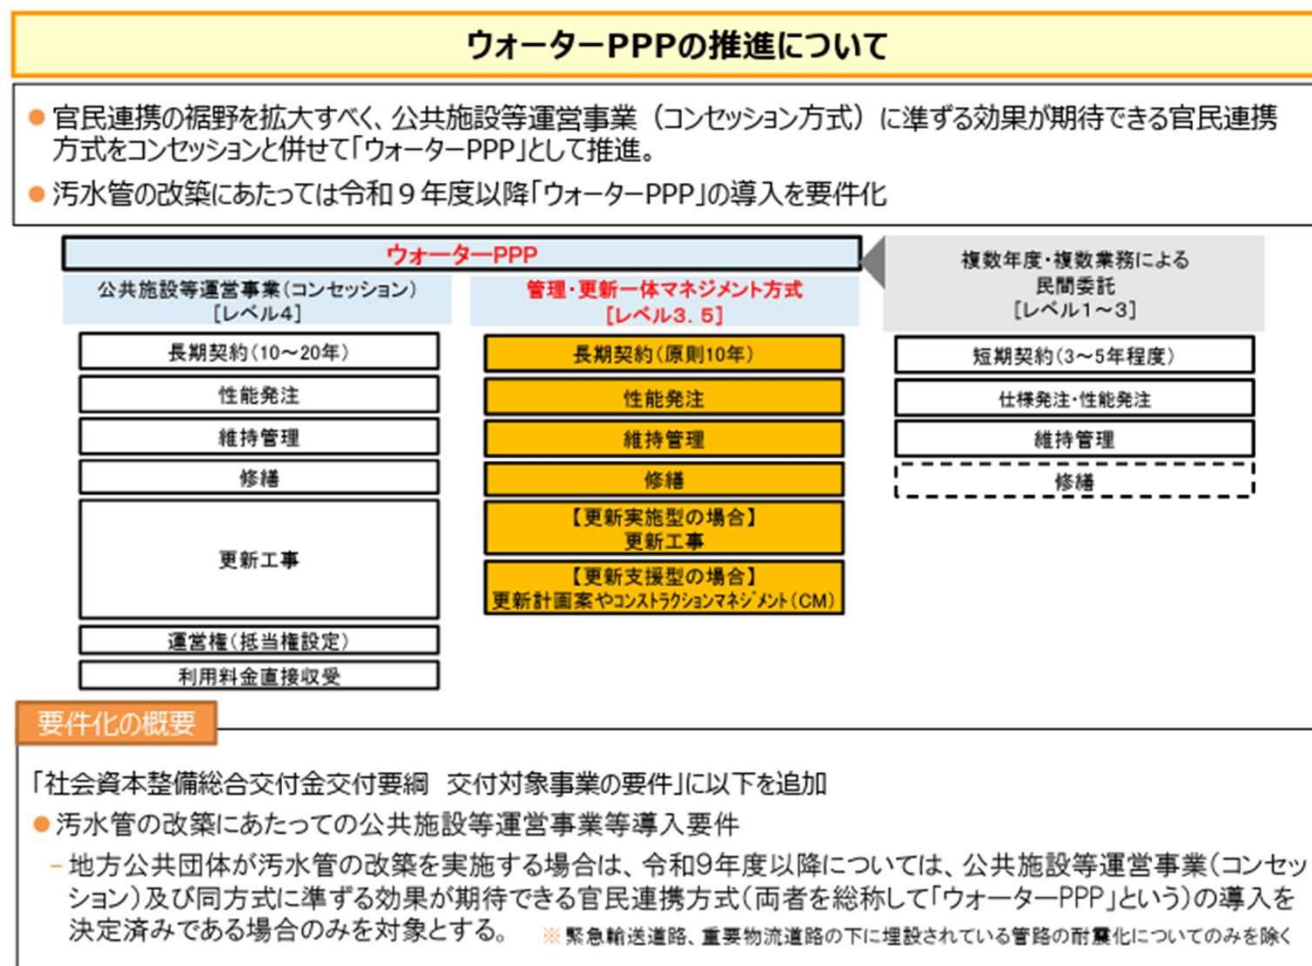 ウォーターPPPの推進について
● 官民連携の裾野を拡大すべく、公共施設等運営事業（コンセッション方式）に準ずる効果が期待できる官民連携
方式をコンセッションと併せて「ウォーターPPP」として推進。
● 汚水管の改築にあたっては令和９年度以降「ウォーターPPP」の導入を要件化
ウォーターPPP
公共施設等運営事業（コンセッション）
［レベル4］
長期契約（10～20年）
性能発注
維持管理
修繕
更新工事
運営権（抵当権設定）
利用料金直接収受
管理・更新一体マネジメント方式
［レベル3．5］
長期契約（原則10年）
性能発注
維持管理
修繕
【更新実施型の場合】
更新工事
【更新支援型の場合】
更新計画案やコンストラクションマネジメント（CM）
複数年度・複数業務による
民間委託
［レベル1～3］
短期契約（3～5年程度）
仕様発注・性能発注
維持管理
修繕
要件化の概要
「社会資本整備総合交付金交付要綱　交付対象事業の要件」に以下を追加
● 汚水管の改築にあたっての公共施設等運営事業等導入要件
－ 地方公共団体が汚水管の改築を実施する場合は、令和9年度以降については、公共施設等運営事業（コンセッ
ション）及び同方式に準ずる効果が期待できる官民連携方式（両者を総称して「ウォーターPPP」という）の導入を
決定済みである場合のみを対象とする。　※緊急輸送道路、重要物流道路の下に埋設されている管路の耐震化についてのみを除く